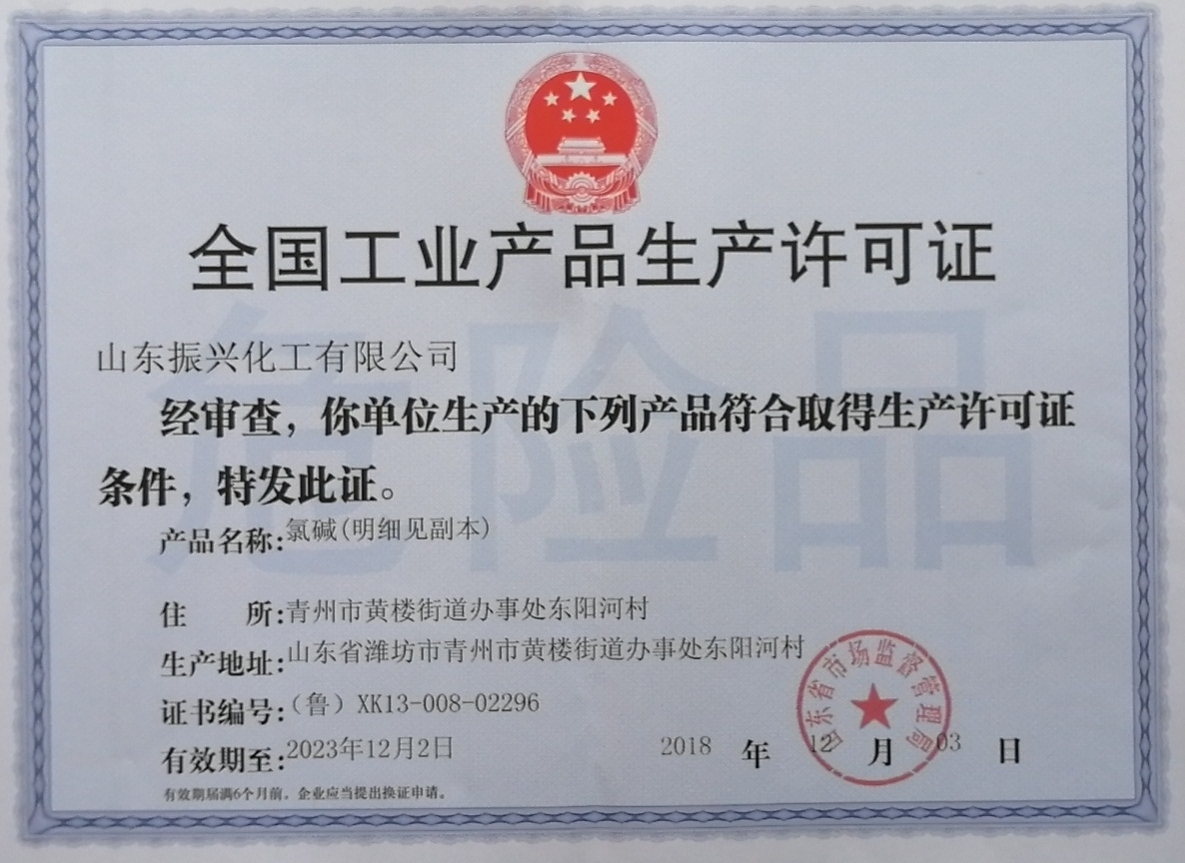 全国工业产品生产许可证
危险品
山东振兴化工有限公司
经审查，你单位生产的下列产品符合取得生产许可证
条件，特发此证。
产品名称:氯碱(明细见副本)
住 所:青州市黄楼街道办事处东阳河村
生产地址:山东省潍坊市青州市黄楼街道办事处东阳河村
证书编号:（鲁）XK13-008-02296
有效期至:2023年12月2日
2018 年 12 月 03 日
山东省市场监督管理局
有效期届满6个月前，企业应当提出换证申请。